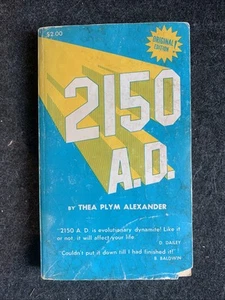 $2.00
ORIGINAL
EDITION
2150
A.D.
BY THEA PLYM ALEXANDER
"2150 A. D. is evolutionary dynamite! Like it
or not it will affect your life.
D. DAILEY
"Couldn't put it down till I had finished it!"
B. BALDWIN